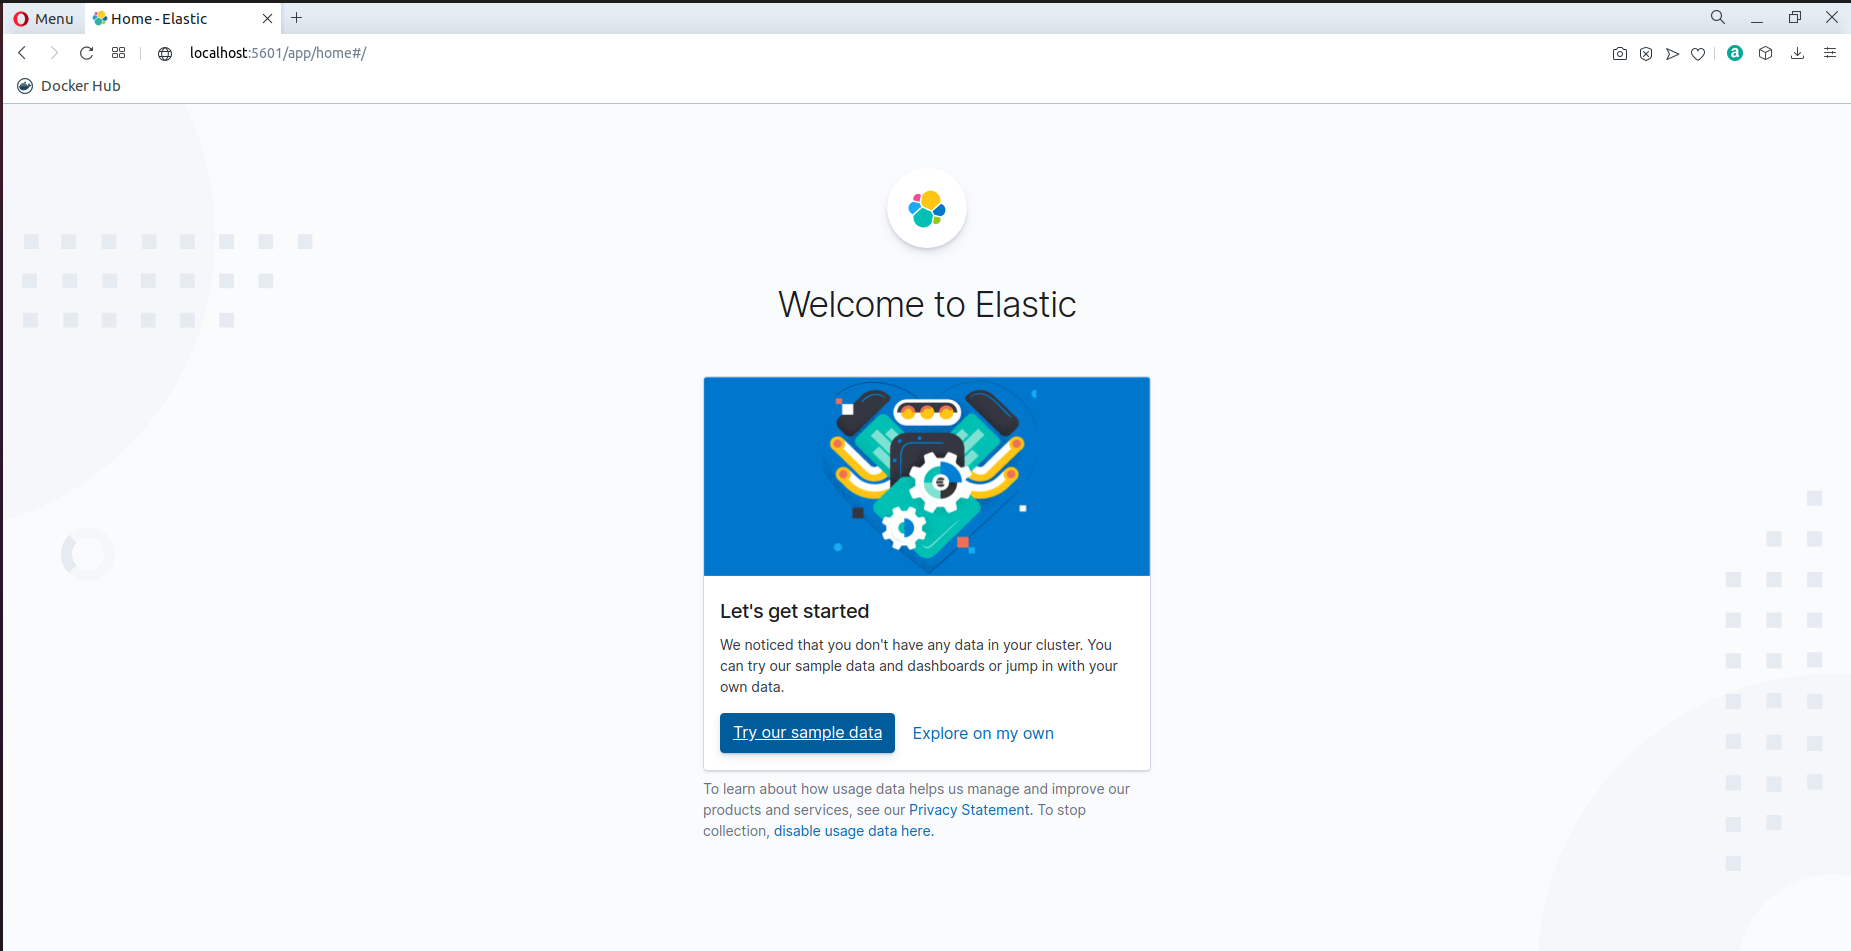 Menu
Home - Elastic
localhost:5601/app/home#/
a
Docker Hub
Welcome to Elastic
Let's get started
We noticed that you don't have any data in your cluster. You
can try our sample data and dashboards or jump in with your
own data.
Try our sample data
Explore on my own
To learn about how usage data helps us manage and improve our
products and services, see our Privacy Statement. To stop
collection, disable usage data here.